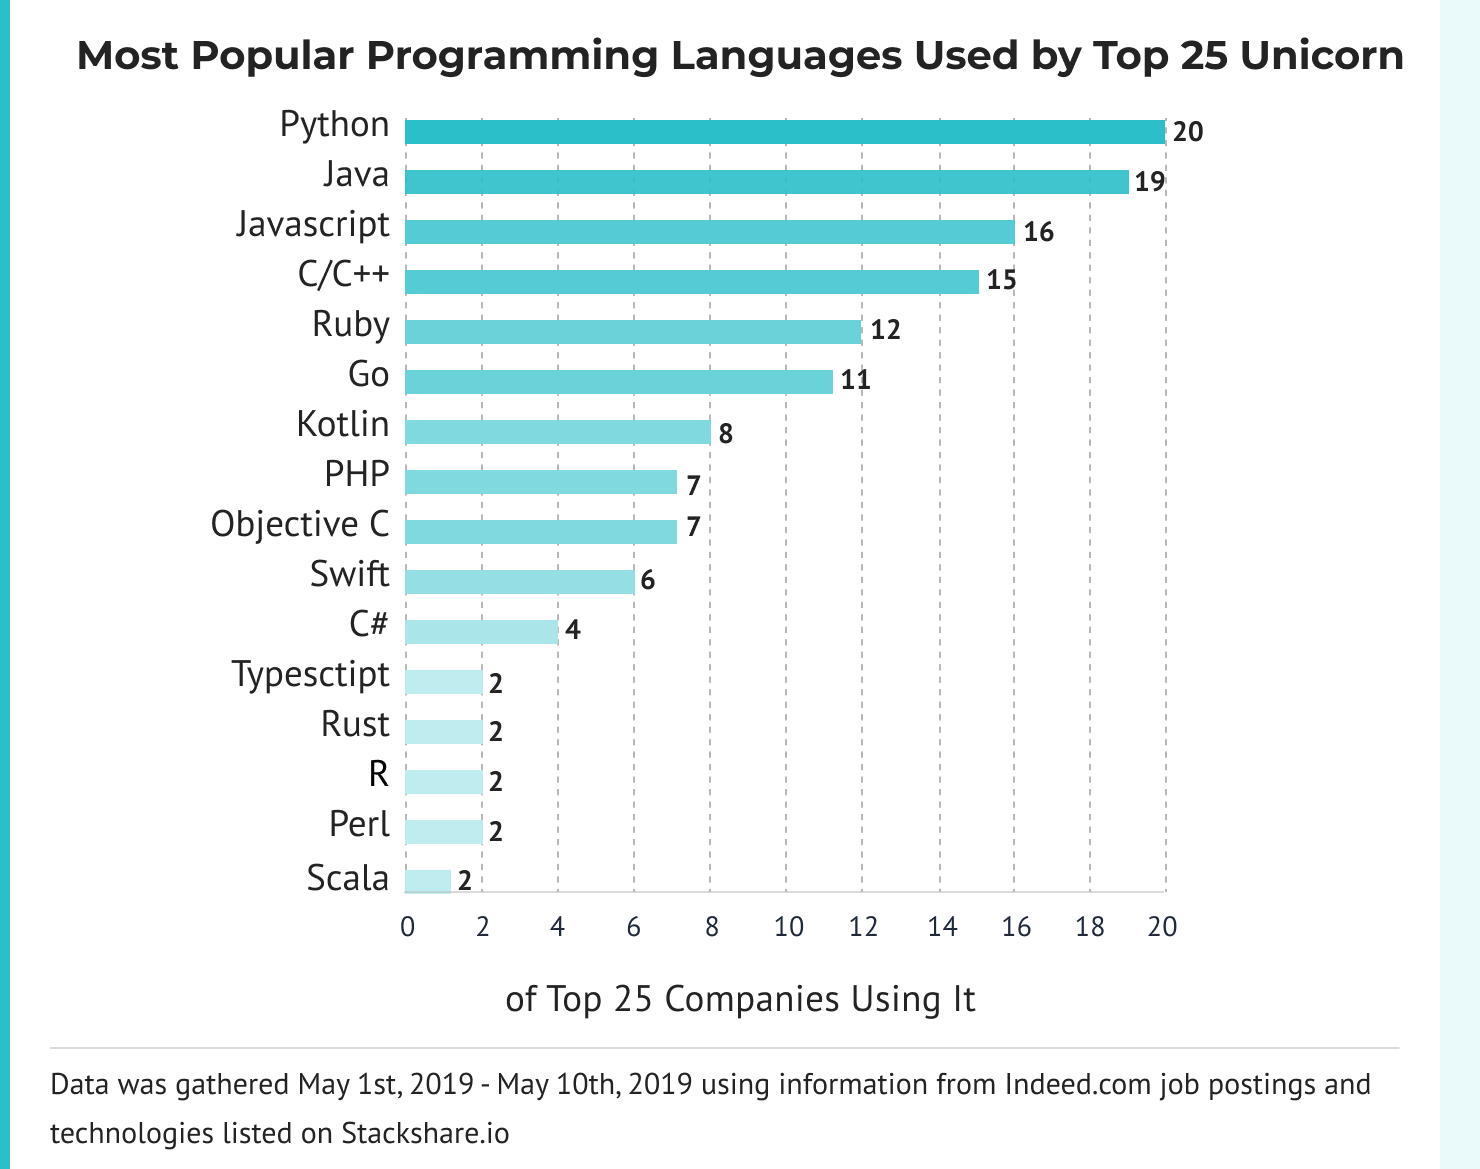 Most Popular Programming Languages Used by Top 25 Unicorn
Python 20
Java 19
Javascript 16
C/C++ 15
Ruby 12
Go 11
Kotlin 8
PHP 7
Objective C 7
Swift 6
C# 4
Typesctipt 2
Rust 2
R 2
Perl 2
Scala 2
0 2 4 6 8 10 12 14 16 18 20
of Top 25 Companies Using It
Data was gathered May 1st, 2019 - May 10th, 2019 using information from Indeed.com job postings and
technologies listed on Stackshare.io